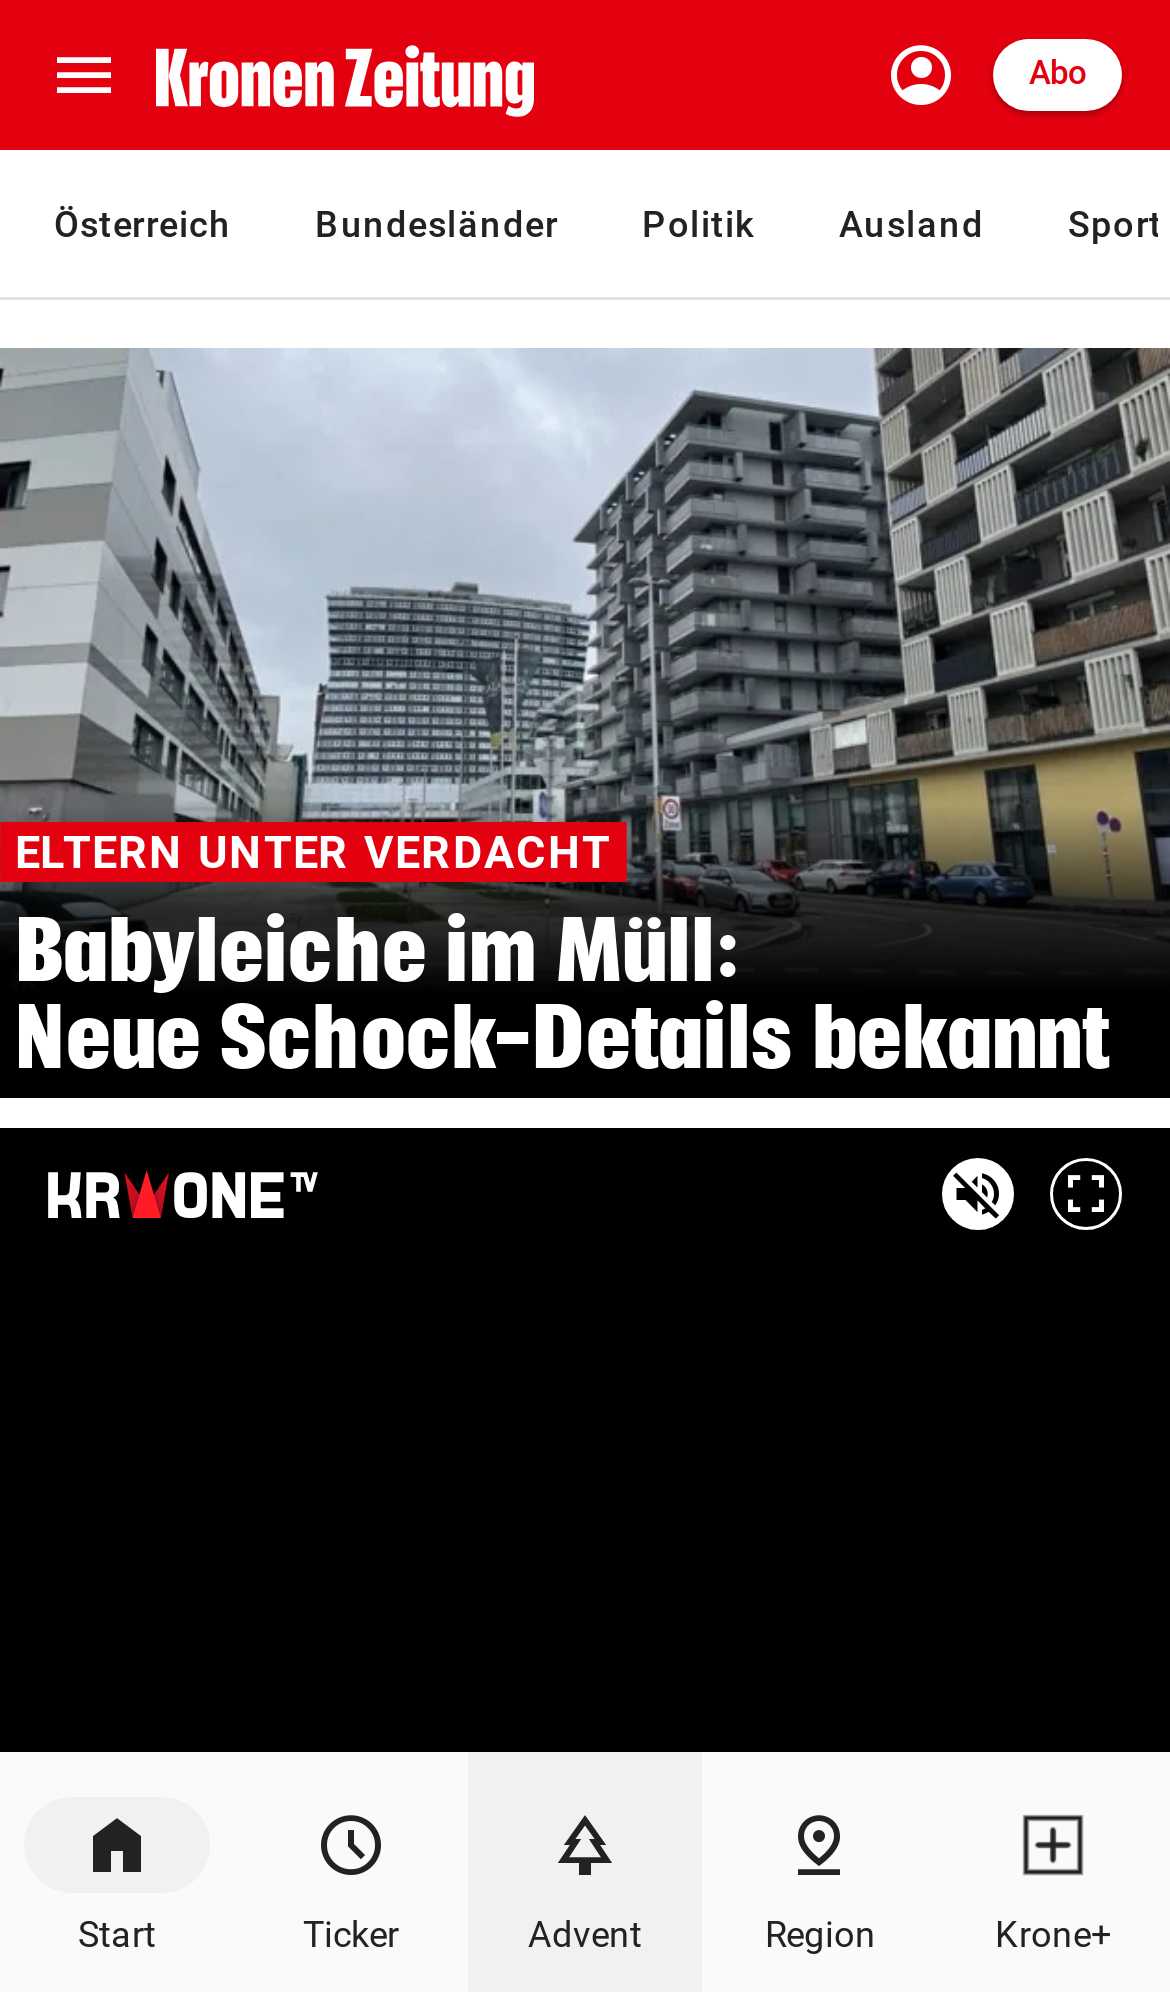 Kronen Zeitung
Abo
Österreich Bundesländer Politik Ausland Sport
ELTERN UNTER VERDACHT
Babyleiche im Müll:
Neue Schock-Details bekannt
KRONE TV
Start Ticker Advent Region Krone+